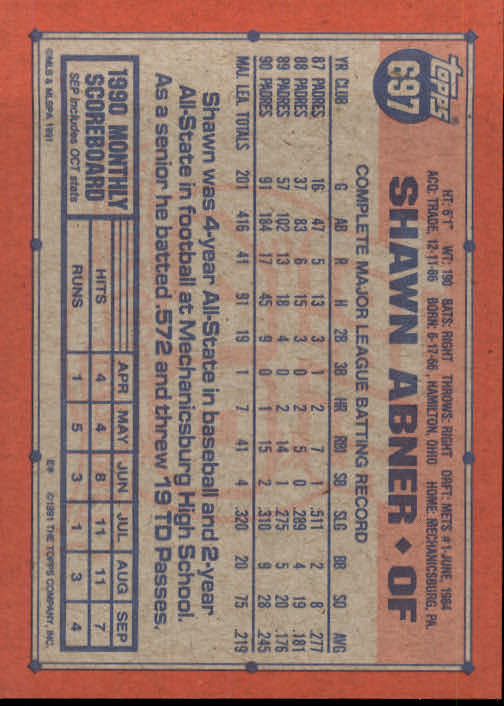 TOPPS®
697
HT: 6'1" WT: 190 BATS: RIGHT THROWS: RIGHT DRAFT: METS #1-JUNE, 1984
ACQ: TRADE, 12-11-86 BORN: 6-17-66, HAMILTON, OHIO HOME: MECHANICSBURG, PA.
SHAWN ABNER ♦ OF
COMPLETE MAJOR LEAGUE BATTING RECORD
YR CLUB G AB R H 2B 3B HR RBI SB SLG BB SO AVG
87 PADRES 16 47 5 13 3 1 2 7 1 .511 2 8 .277
88 PADRES 37 83 6 15 3 0 2 5 0 .289 4 19 .181
89 PADRES 57 102 13 18 4 0 2 14 1 .275 5 20 .176
90 PADRES 91 184 17 45 9 0 1 15 2 .310 9 28 .245
MAJ. LEA. TOTALS 201 416 41 91 19 1 7 41 4 .320 20 75 .219
Shawn was 4-year All-State in baseball and 2-year
All-State in football at Mechanicsburg High School.
As a senior he batted .572 and threw 19 TD Passes.
1990 MONTHLY
SCOREBOARD
SEP includes OCT stats
APR MAY JUN JUL AUG SEP
HITS 4 4 8 11 11 7
RUNS 1 5 3 1 3 4
©MLB & MLBPA 1991
E* ©1991 THE TOPPS COMPANY, INC.